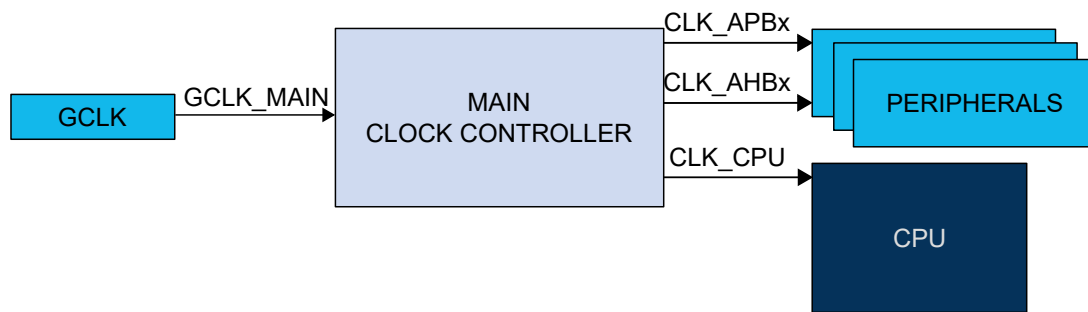 GCLK
GCLK_MAIN
MAIN
CLOCK CONTROLLER
CLK_APBx
CLK_AHBx
CLK_CPU
PERIPHERALS
CPU